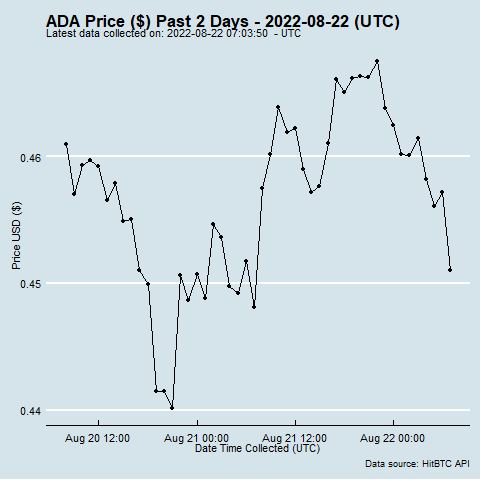 ADA Price ($) Past 2 Days - 2022-08-22 (UTC)
Latest data collected on: 2022-08-22 07:03:50 - UTC
0.46
0.45
0.44
Price USD ($)
Aug 20 12:00
Aug 21 00:00
Aug 21 12:00
Aug 22 00:00
Date Time Collected (UTC)
Data source: HitBTC API